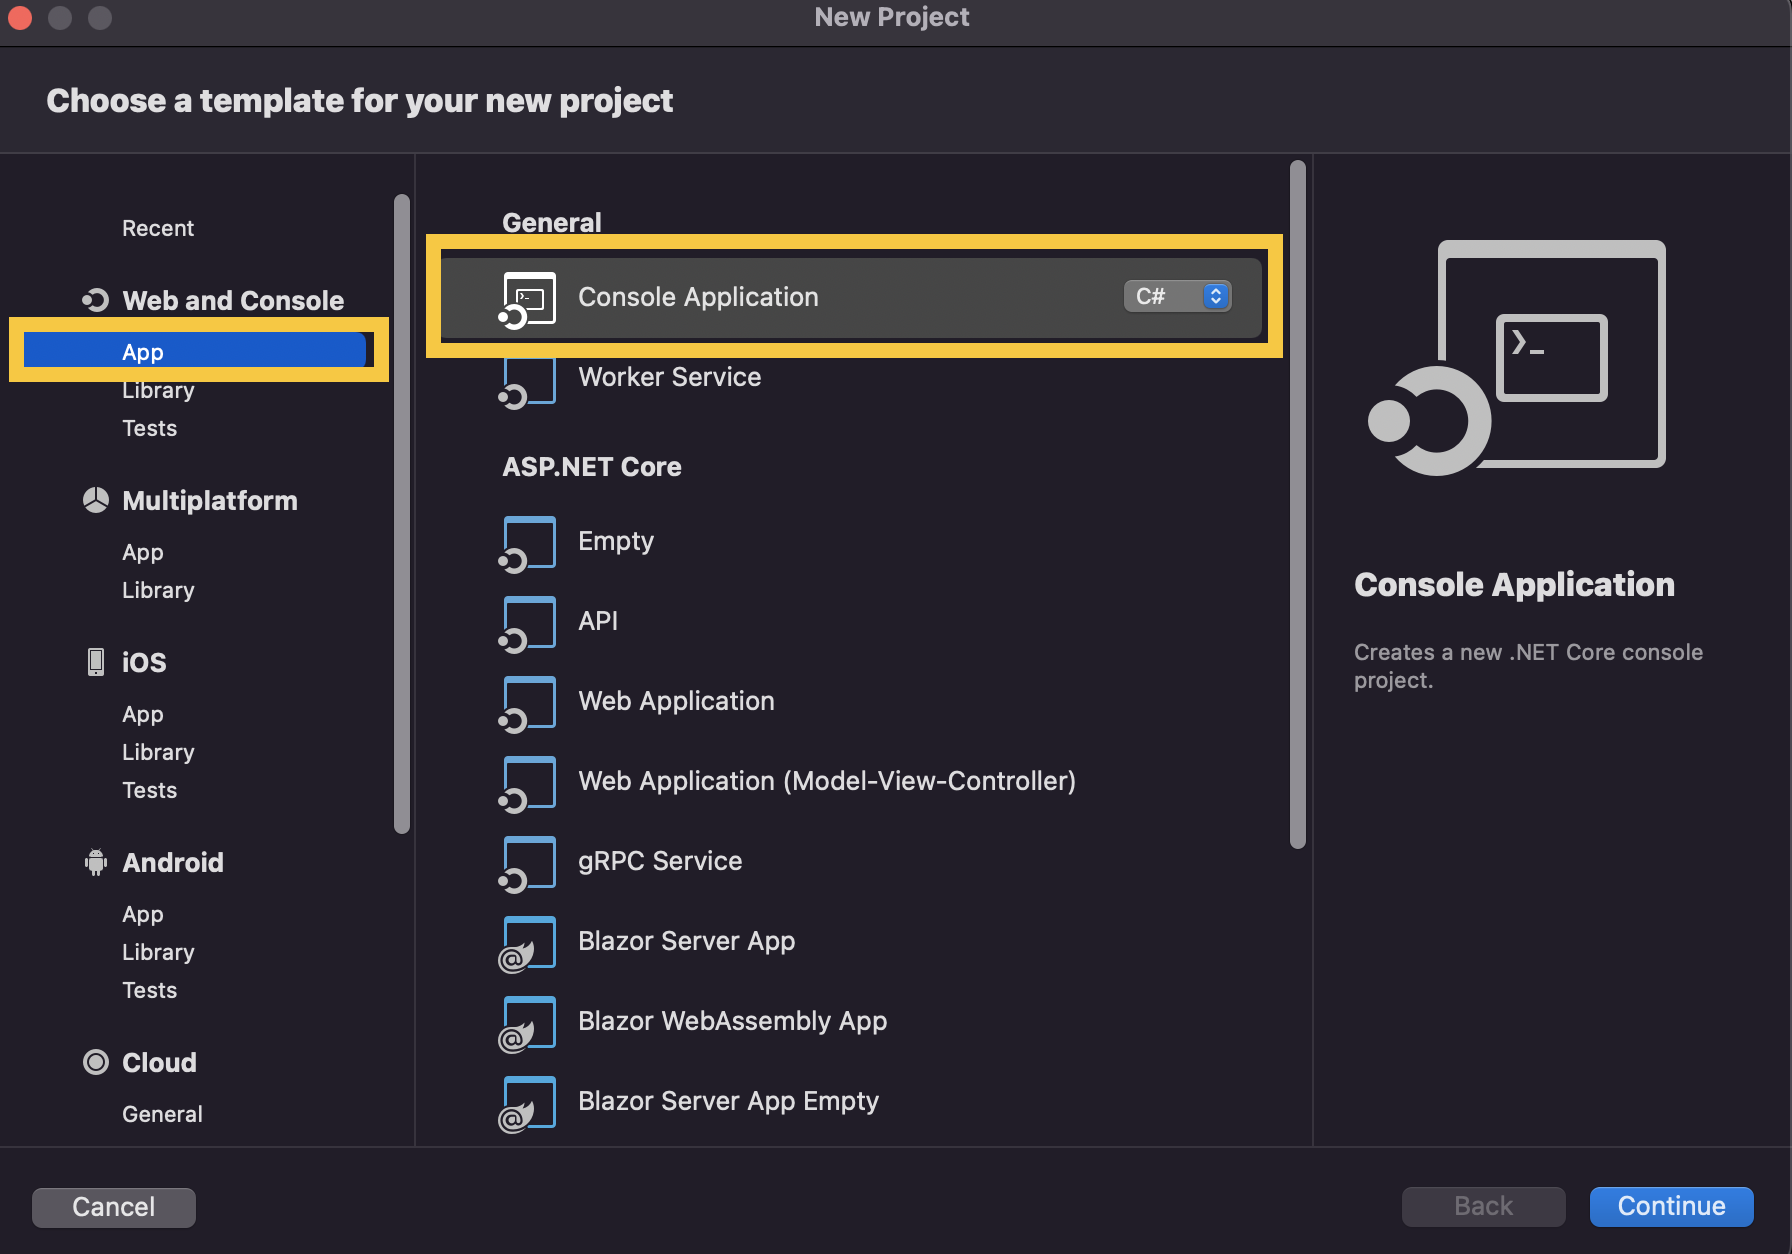 New Project
Choose a template for your new project
Recent
Web and Console
App
Library
Tests
Multiplatform
App
Library
iOS
App
Library
Tests
Android
App
Library
Tests
Cloud
General
General
Console Application
C#
Worker Service
ASP.NET Core
Empty
API
Web Application
Web Application (Model-View-Controller)
gRPC Service
Blazor Server App
Blazor WebAssembly App
Blazor Server App Empty
Console Application
Creates a new .NET Core console
project.
Cancel
Back
Continue